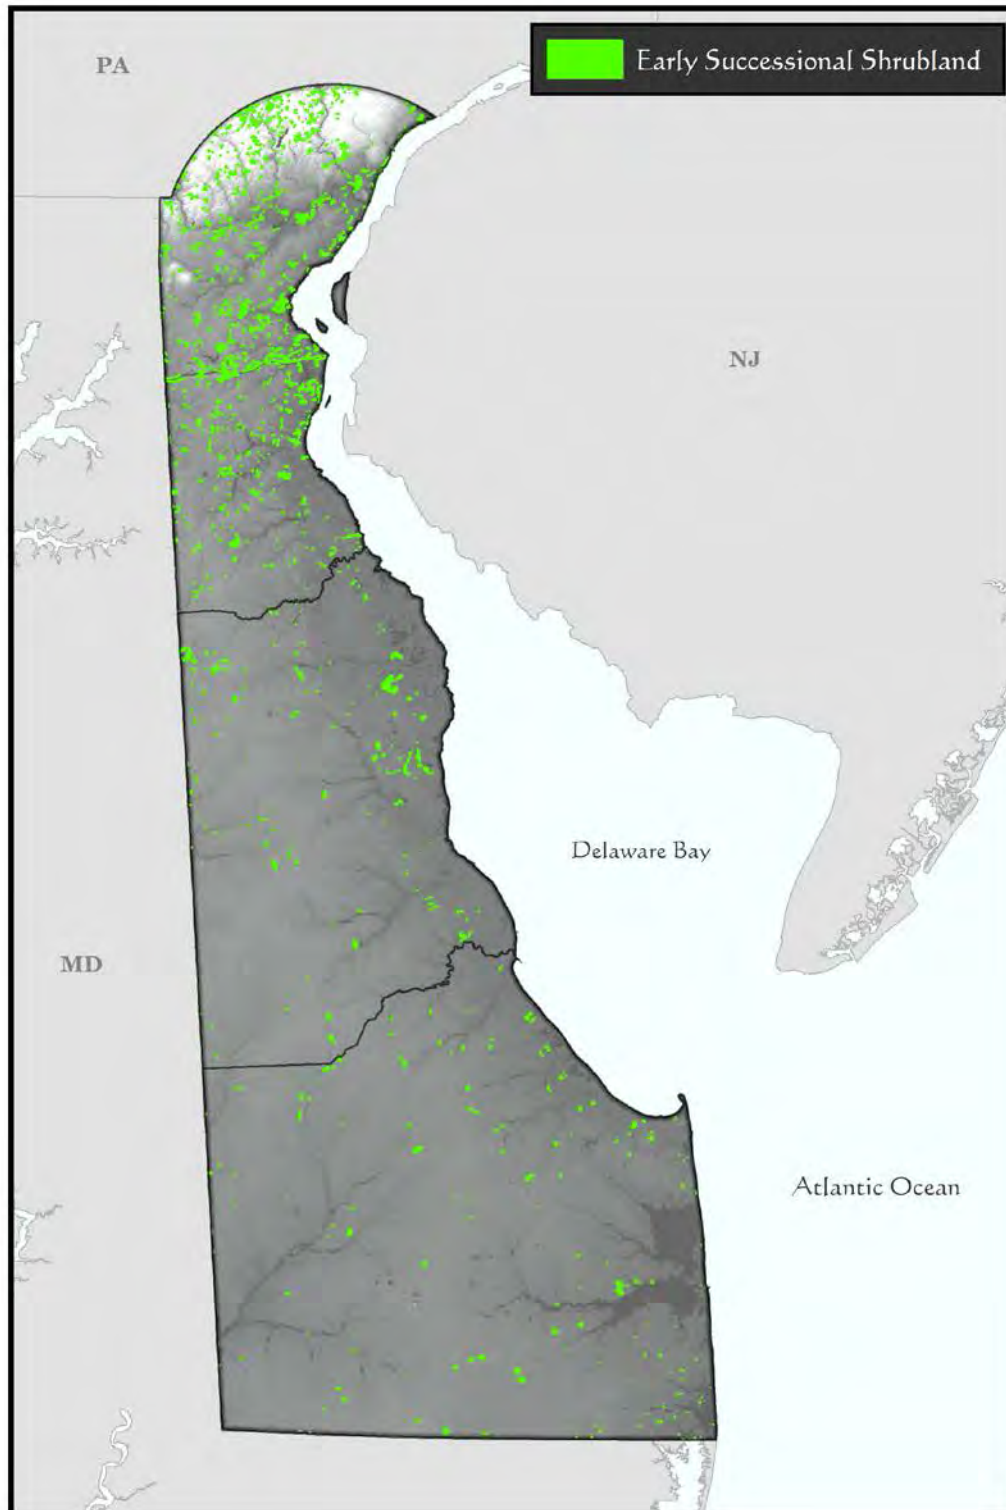 PA
Early Successional Shrubland
NJ
Delaware Bay
MD
Atlantic Ocean